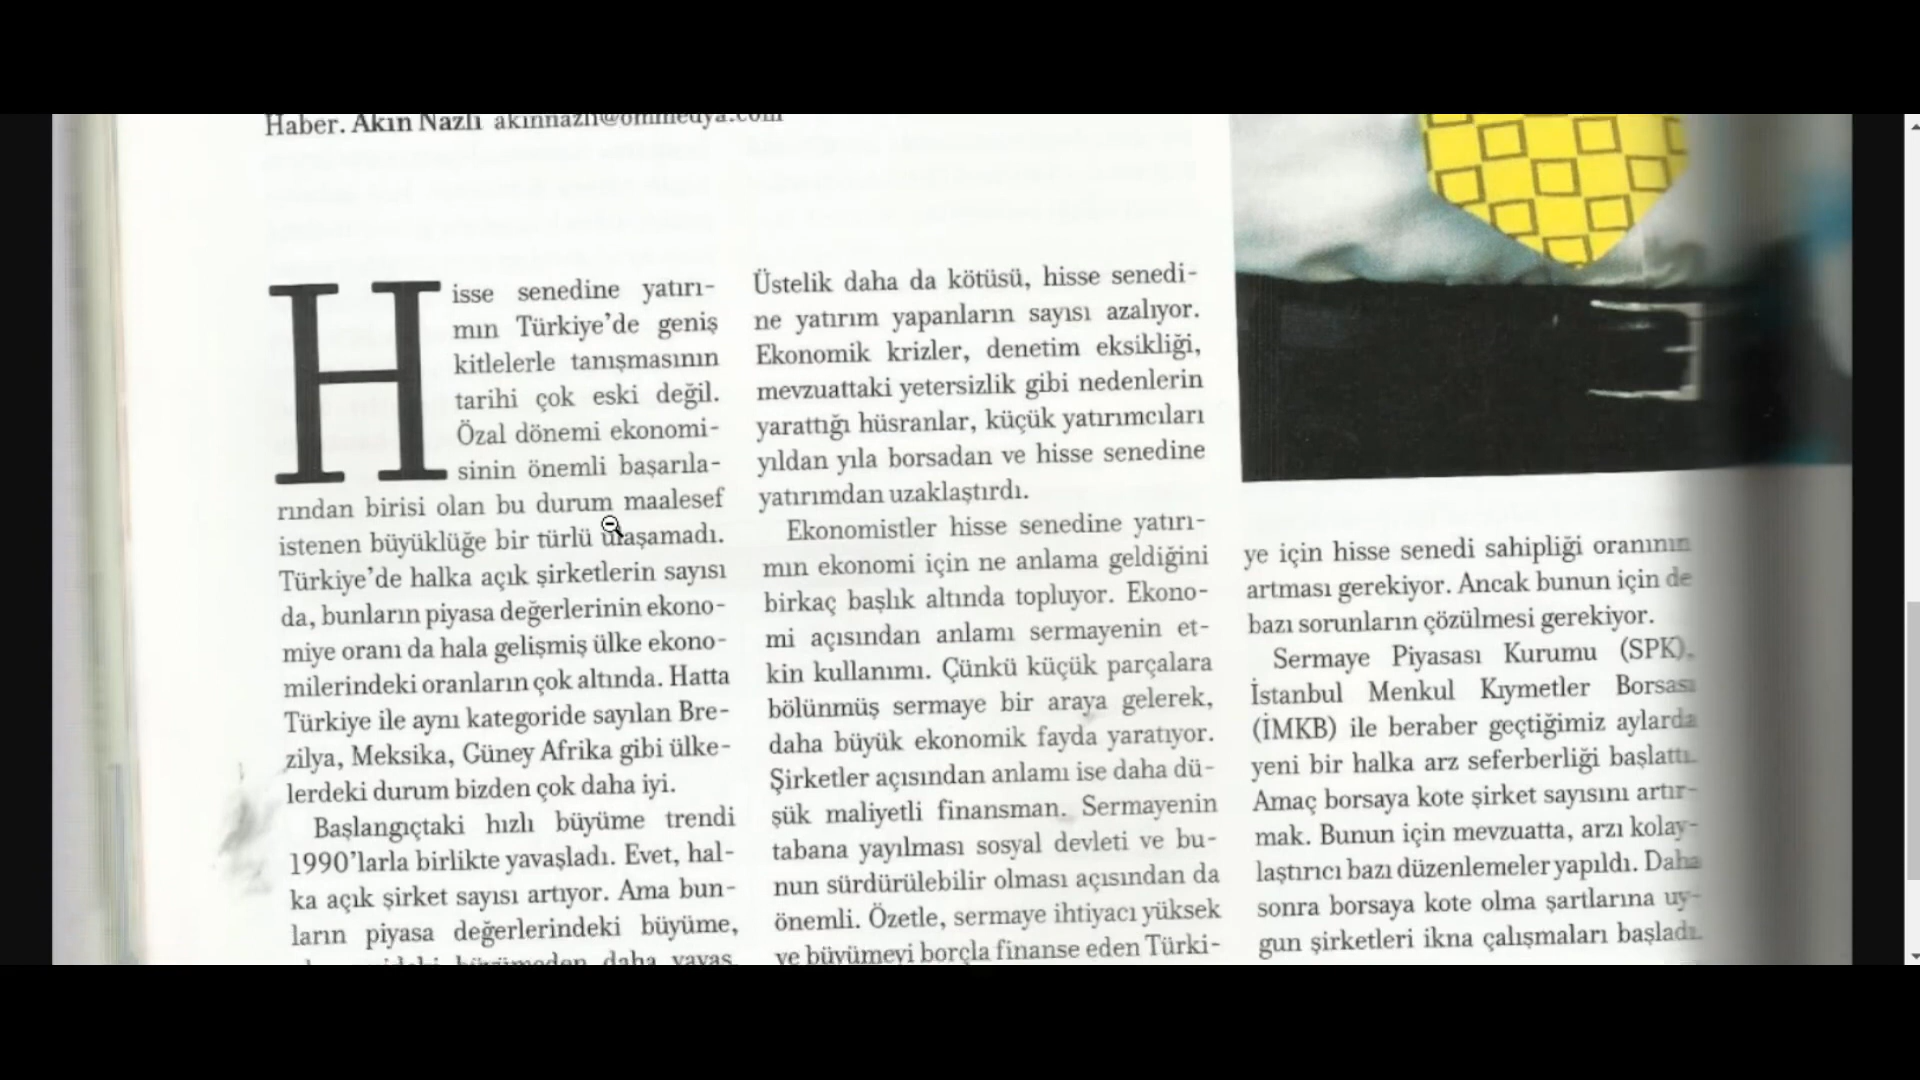 Haber. Akın Nazlı akinnazli@ommedya.com
Hisse senedine yatırı-
mın Türkiye'de geniş
kitlelerle tanışmasının
tarihi çok eski değil.
Özal dönemi ekonomi-
sinin önemli başarıla-
rından birisi olan bu durum maalesef
istenen büyüklüğe bir türlü ulaşamadı.
Türkiye'de halka açık şirketlerin sayısı
da, bunların piyasa değerlerinin ekono-
miye oranı da hala gelişmiş ülke ekono-
milerindeki oranların çok altında. Hatta
Türkiye ile aynı kategoride sayılan Bre-
zilya, Meksika, Güney Afrika gibi ülke-
lerdeki durum bizden çok daha iyi.
Başlangıçtaki hızlı büyüme trendi
1990'larla birlikte yavaşladı. Evet, hal-
ka açık şirket sayısı artıyor. Ama bun-
ların piyasa değerlerindeki büyüme,
büyümeden daha yavaş.
Üstelik daha da kötüsü, hisse senedi-
ne yatırım yapanların sayısı azalıyor.
Ekonomik krizler, denetim eksikliği,
mevzuattaki yetersizlik gibi nedenlerin
yarattığı hüsranlar, küçük yatırımcıları
yıldan yıla borsadan ve hisse senedine
yatırımdan uzaklaştırdı.
Ekonomistler hisse senedine yatırı-
mın ekonomi için ne anlama geldiğini
birkaç başlık altında topluyor. Ekono-
mi açısından anlamı sermayenin et-
kin kullanımı. Çünkü küçük parçalara
bölünmüş sermaye bir araya gelerek,
daha büyük ekonomik fayda yaratıyor.
Şirketler açısından anlamı ise daha dü-
şük maliyetli finansman. Sermayenin
tabana yayılması sosyal devleti ve bu-
nun sürdürülebilir olması açısından da
önemli. Özetle, sermaye ihtiyacı yüksek
ve büyümeyi borçla finanse eden Türki-
ye için hisse senedi sahipliği oranının
artması gerekiyor. Ancak bunun için de
bazı sorunların çözülmesi gerekiyor.
Sermaye Piyasası Kurumu (SPK),
İstanbul Menkul Kıymetler Borsası
(İMKB) ile beraber geçtiğimiz aylarda
yeni bir halka arz seferberliği başlattı.
Amaç borsaya kote şirket sayısını artır-
mak. Bunun için mevzuatta, arzı kolay-
laştırıcı bazı düzenlemeler yapıldı. Daha
sonra borsaya kote olma şartlarına uy-
gun şirketleri ikna çalışmaları başladı.